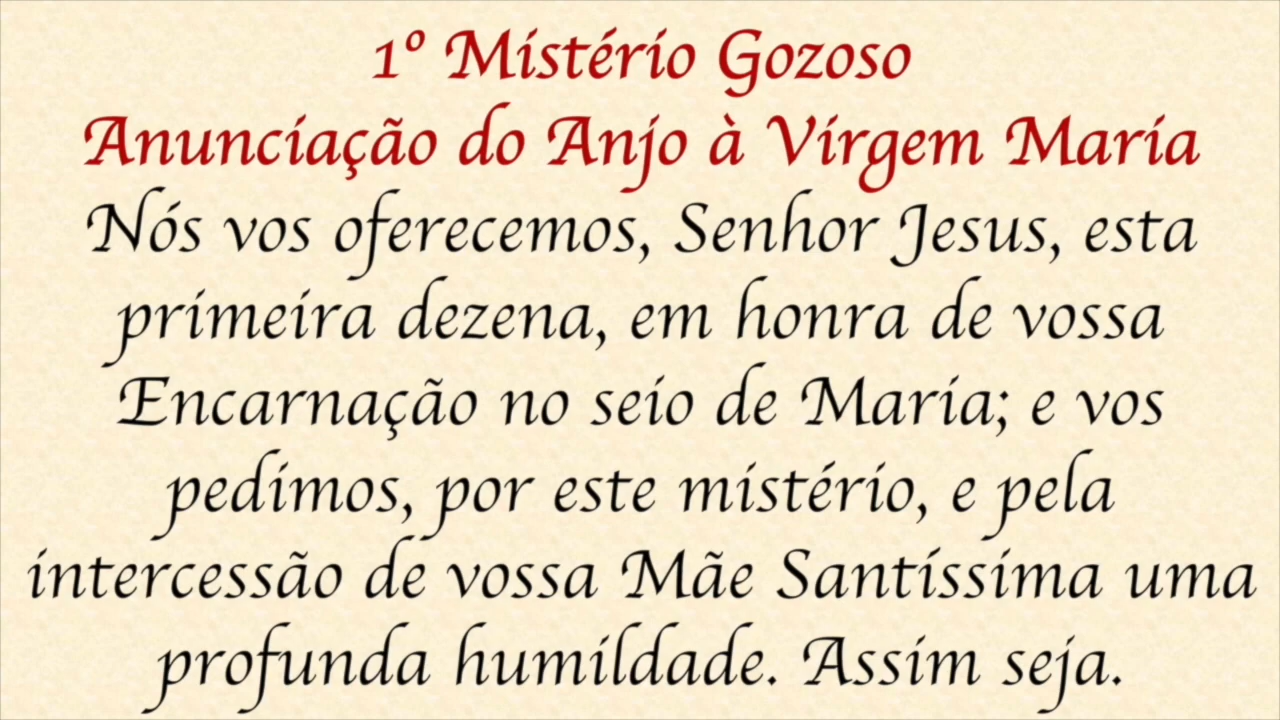 1º Mistério Gozoso
Anunciação do Anjo à Virgem Maria
Nós vos oferecemos, Senhor Jesus, esta
primeira dezena, em honra de vossa
Encarnação no seio de Maria; e vos
pedimos, por este mistério, e pela
intercessão de vossa Mãe Santíssima uma
profunda humildade. Assim seja.